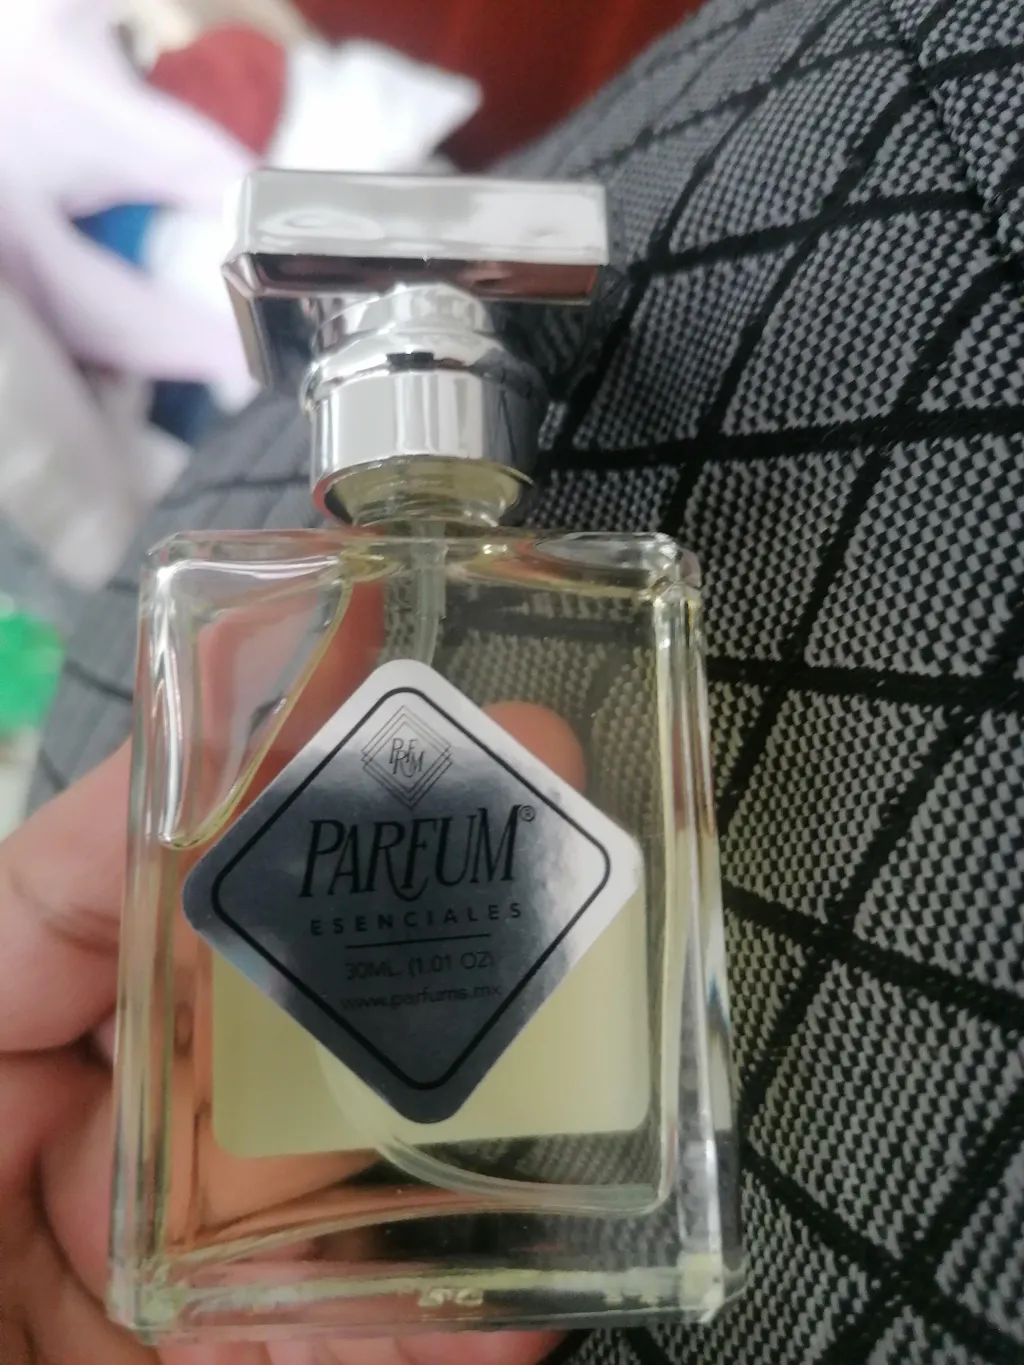 PRFM
PARFUM®
ESENCIALES
30ML. (1.01 OZ)
www.parfums.mx